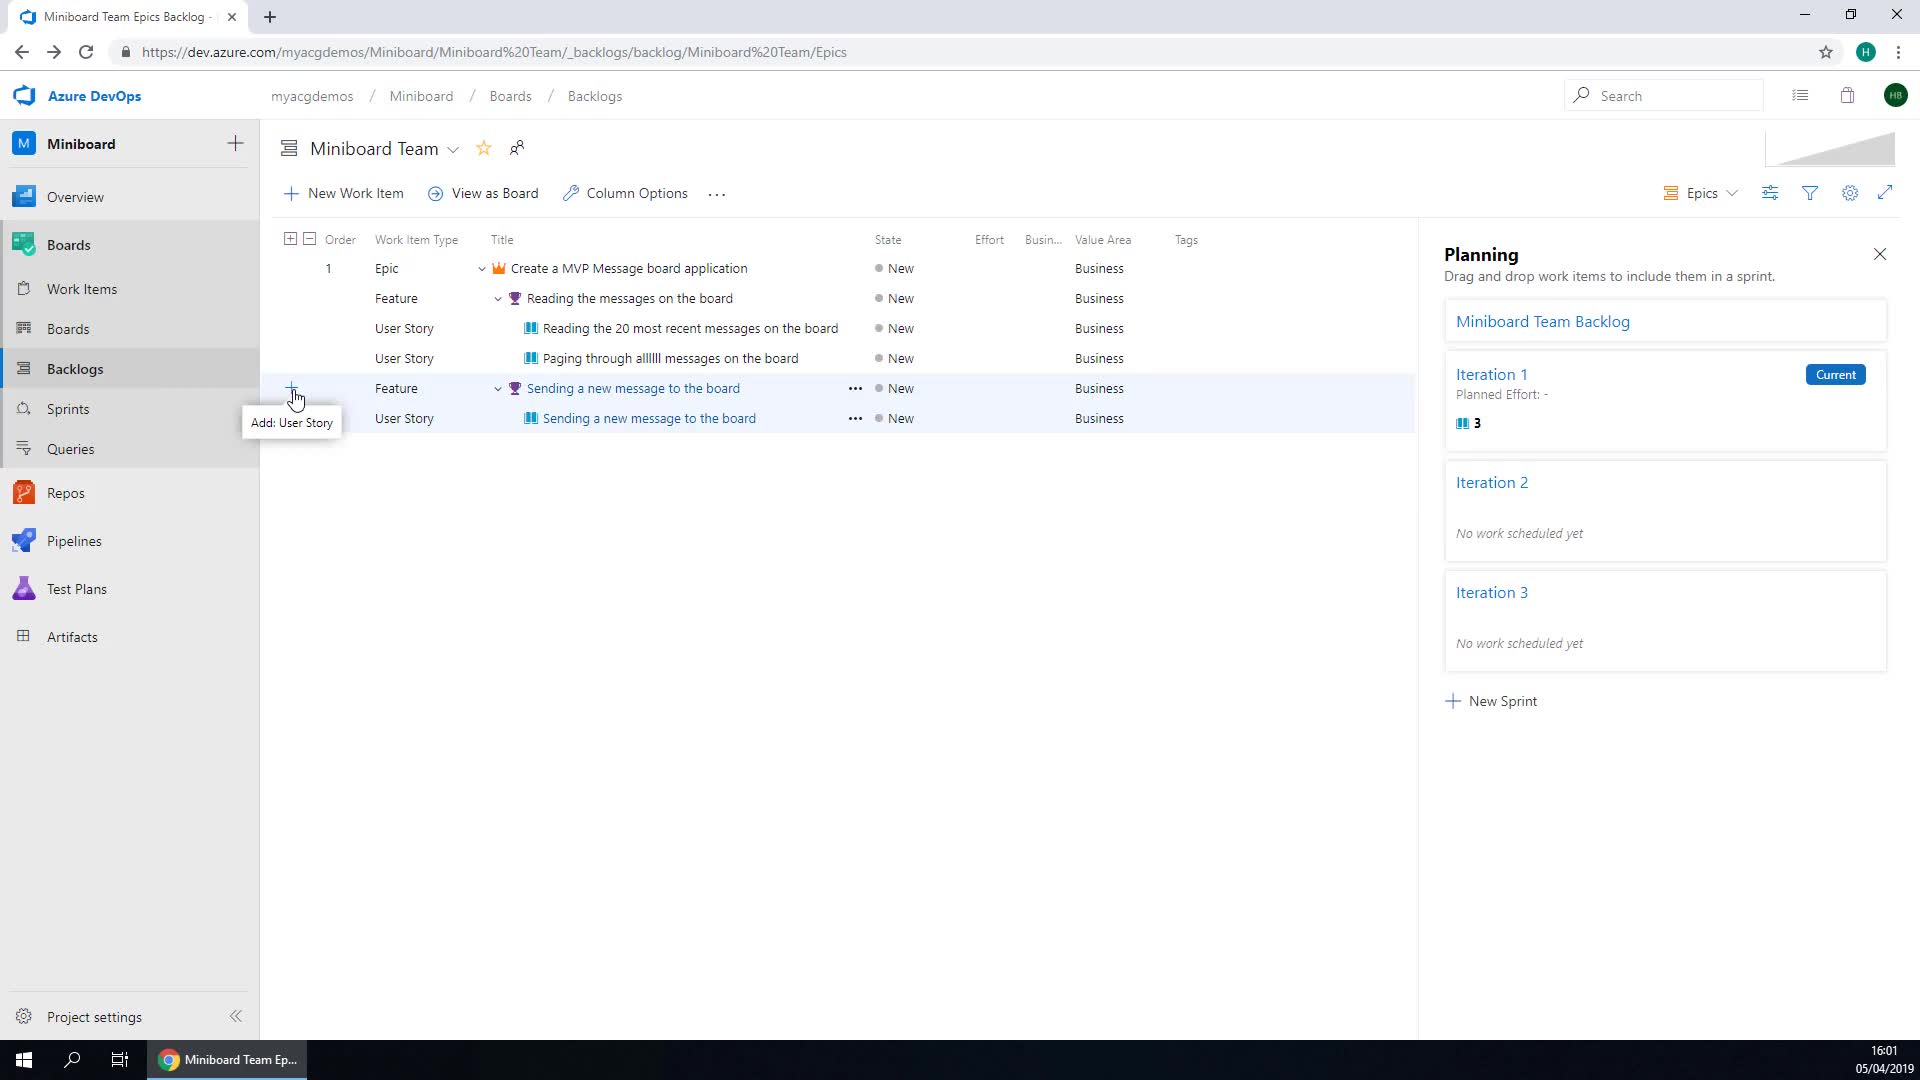 Miniboard Team Epics Backlog -
https://dev.azure.com/myacgdemos/Miniboard/Miniboard%20Team/_backlogs/backlog/Miniboard%20Team/Epics
H
Azure DevOps
myacgdemos / Miniboard / Boards / Backlogs
Search
HB
M Miniboard
Miniboard Team
Overview
New Work Item View as Board Column Options ...
Epics
Boards
Work Items
Boards
Backlogs
Sprints
Queries
Repos
Pipelines
Test Plans
Artifacts
Project settings
Order Work Item Type Title State Effort Busin... Value Area Tags
1 Epic Create a MVP Message board application New Business
Feature Reading the messages on the board New Business
User Story Reading the 20 most recent messages on the board New Business
User Story Paging through allllll messages on the board New Business
Feature Sending a new message to the board ... New Business
Add: User Story
User Story Sending a new message to the board ... New Business
Planning
Drag and drop work items to include them in a sprint.
Miniboard Team Backlog
Iteration 1 Current
Planned Effort: -
3
Iteration 2
No work scheduled yet
Iteration 3
No work scheduled yet
New Sprint
Miniboard Team Ep...
16:01
05/04/2019